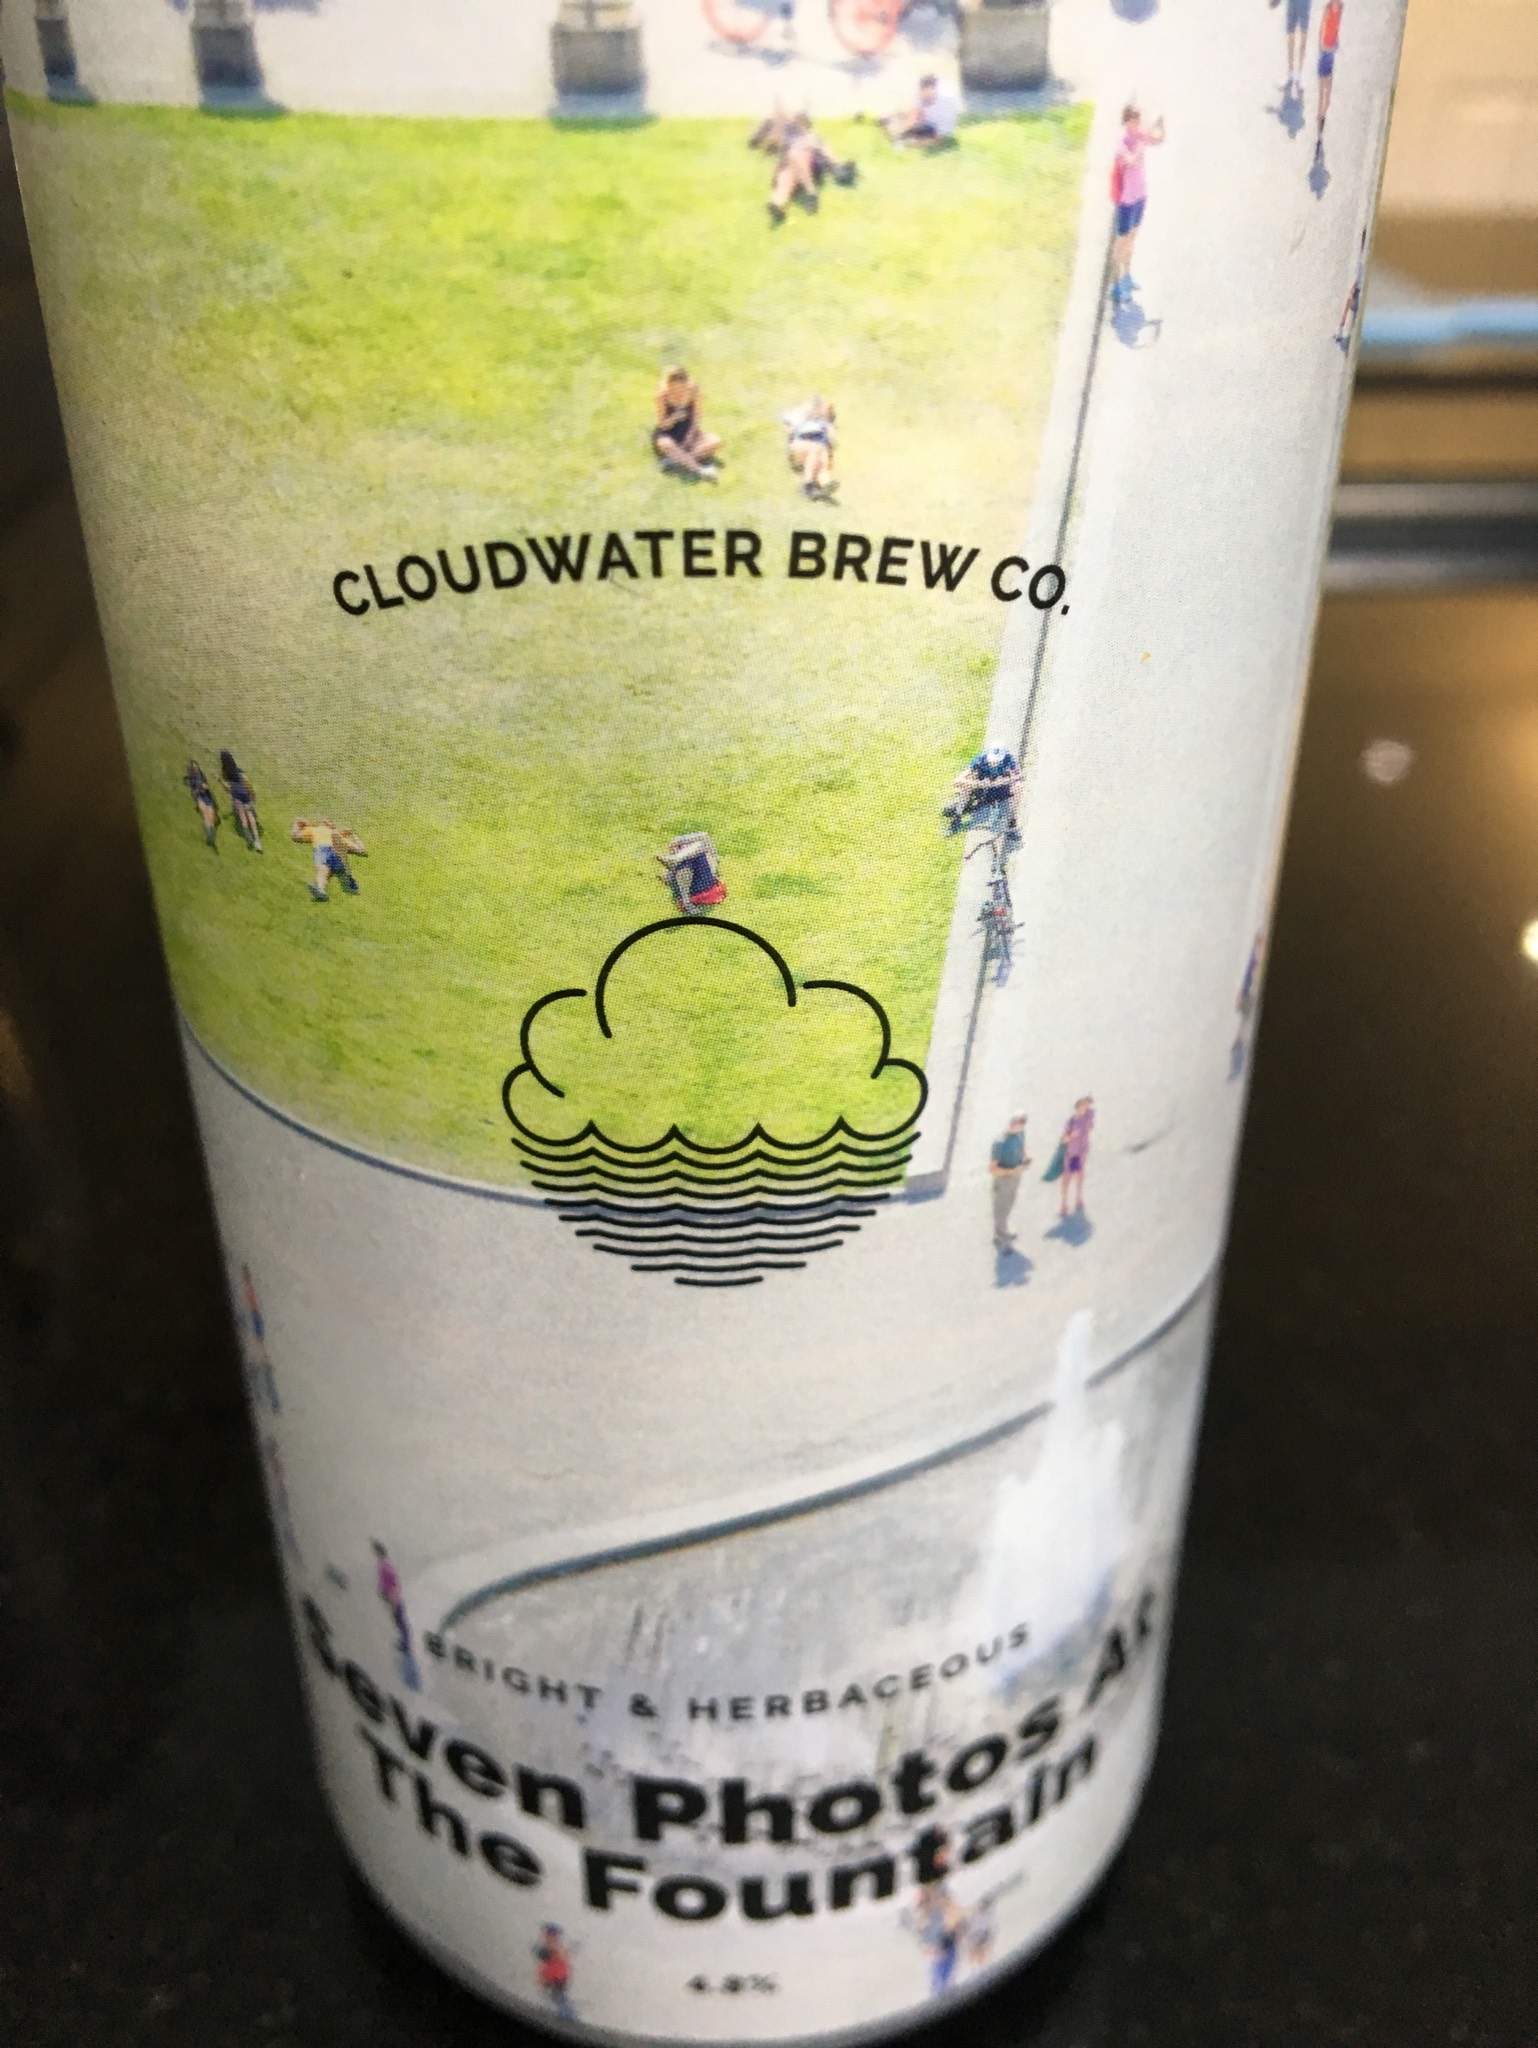 CLOUDWATER BREW CO.
BRIGHT & HERBACEOUS
Seven Photos At
The Fountain
4.8%